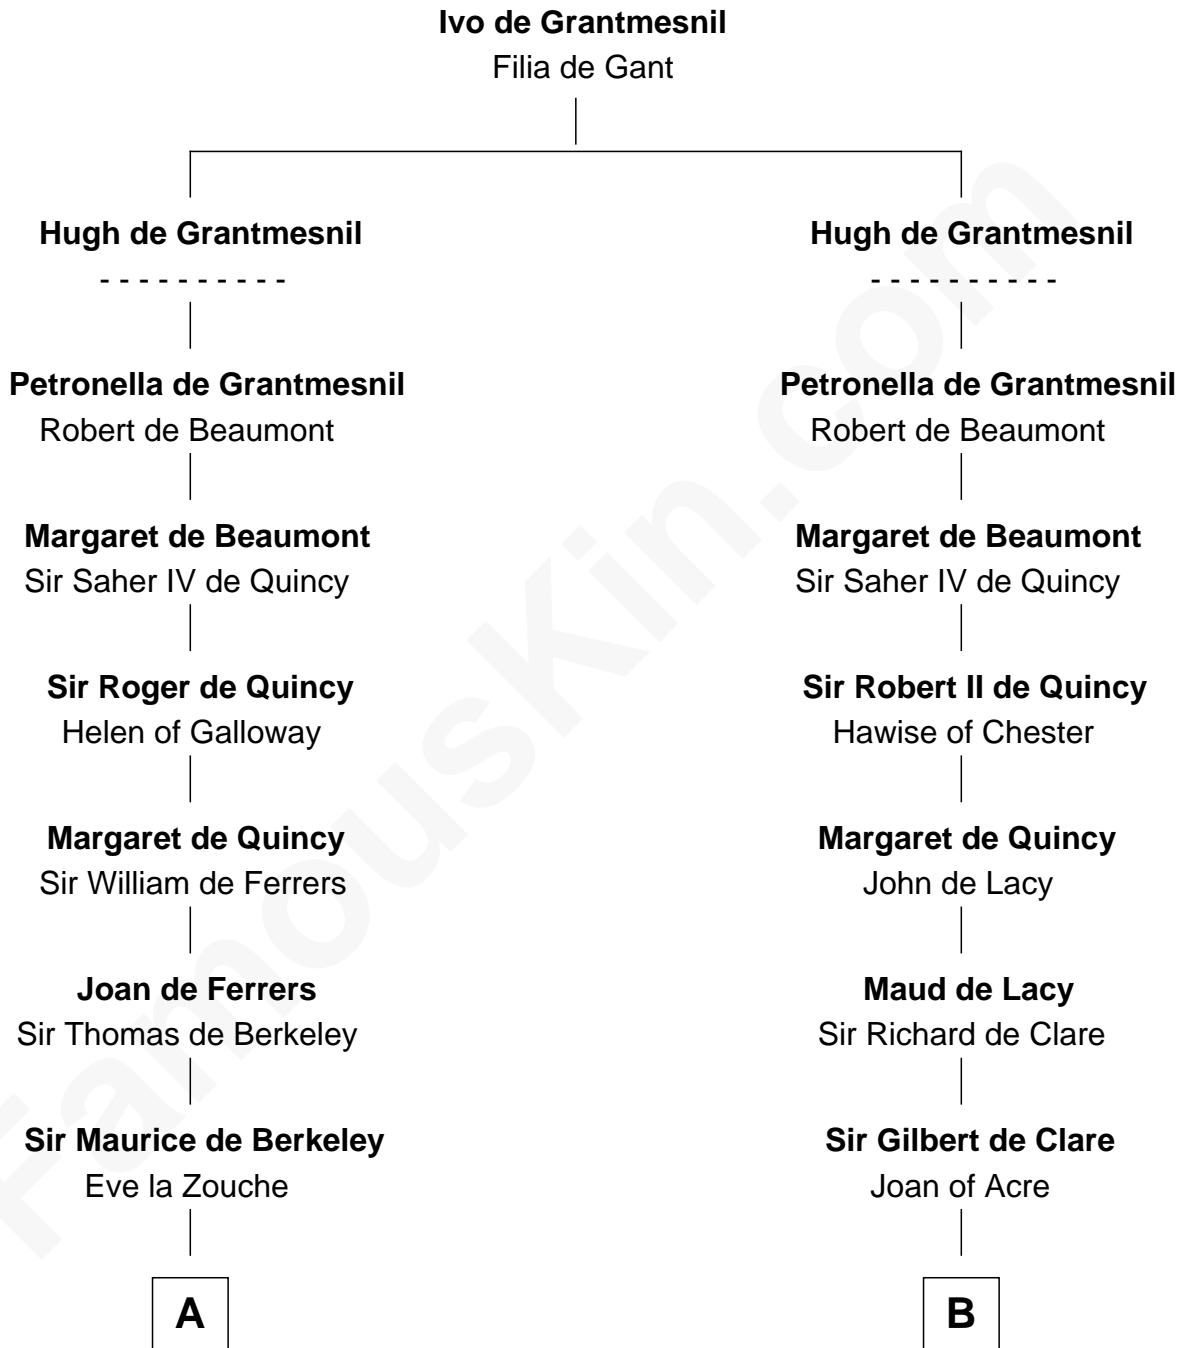 Ivo de Grantmesnil
Filia de Gant
Hugh de Grantmesnil
- - - - - - - - - -
Hugh de Grantmesnil
- - - - - - - - - -
Petronella de Grantmesnil
Robert de Beaumont
Petronella de Grantmesnil
Robert de Beaumont
Margaret de Beaumont
Sir Saher IV de Quincy
Margaret de Beaumont
Sir Saher IV de Quincy
Sir Roger de Quincy
Helen of Galloway
Sir Robert II de Quincy
Hawise of Chester
Margaret de Quincy
Sir William de Ferrers
Margaret de Quincy
John de Lacy
Joan de Ferrers
Sir Thomas de Berkeley
Maud de Lacy
Sir Richard de Clare
Sir Maurice de Berkeley
Eve la Zouche
Sir Gilbert de Clare
Joan of Acre
A
B
FamousKin.com